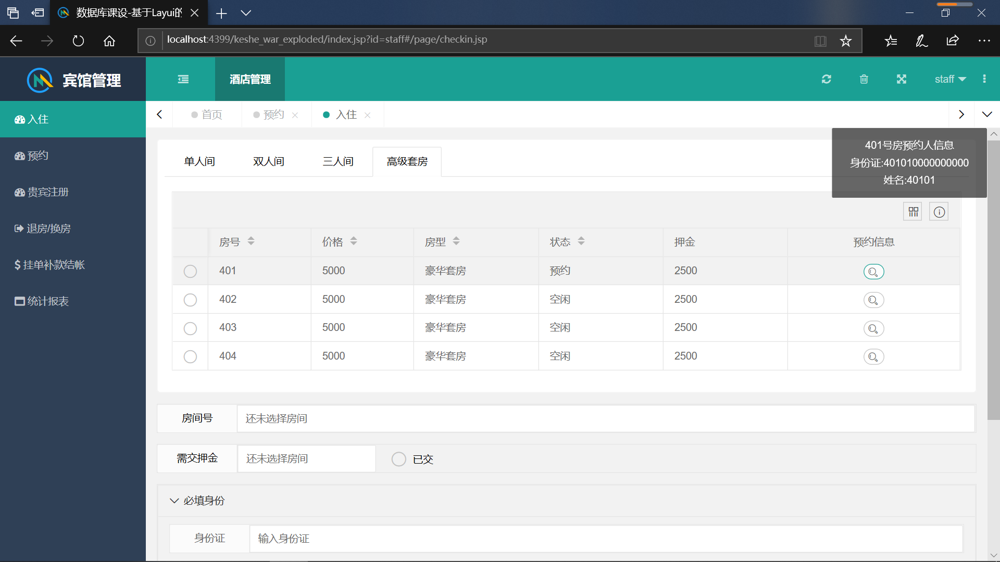 数据库课设-基于Layui的
localhost:4399/keshe_war_exploded/index.jsp?id=staff#/page/checkin.jsp
宾馆管理
酒店管理
staff
入住
预约
贵宾注册
退房/换房
挂单补款结帐
统计报表
首页
预约
入住
401号房预约人信息
身份证:401010000000000
姓名:40101
单人间
双人间
三人间
高级套房
房号 价格 房型 状态 押金 预约信息
401 5000 豪华套房 预约 2500
402 5000 豪华套房 空闲 2500
403 5000 豪华套房 空闲 2500
404 5000 豪华套房 空闲 2500
房间号 还未选择房间
需交押金 还未选择房间 已交
必填身份
身份证 输入身份证